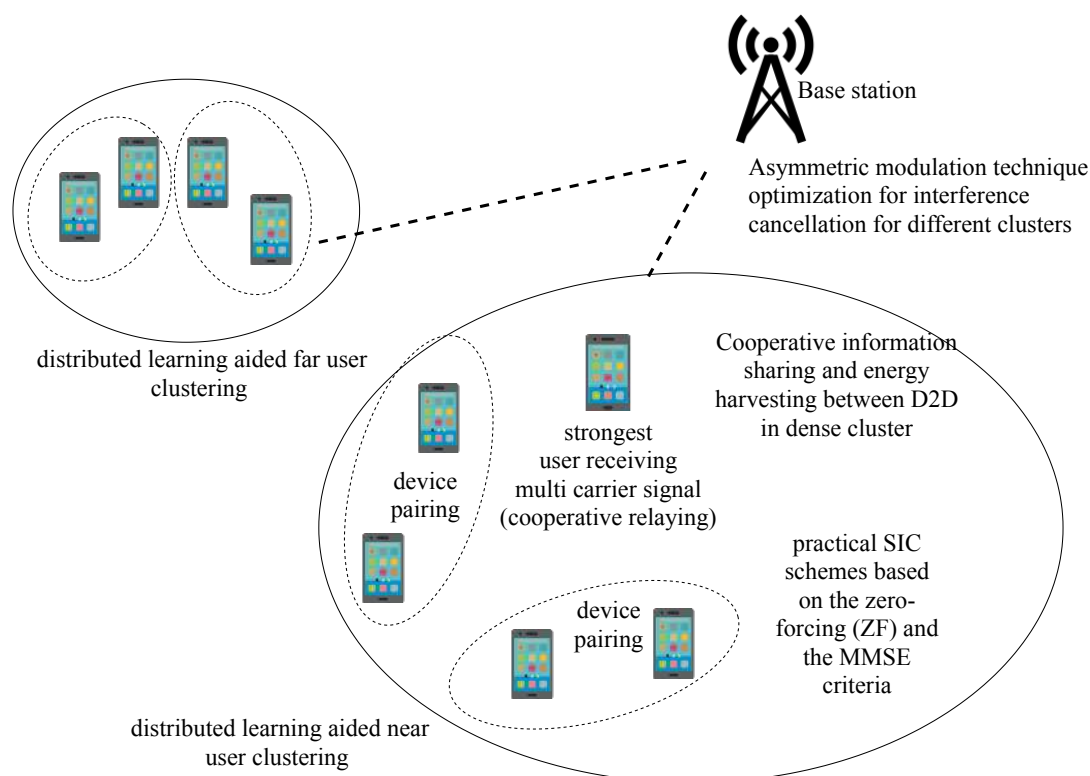 Base station
Asymmetric modulation technique
optimization for interference
cancellation for different clusters
distributed learning aided far user
clustering
Cooperative information
sharing and energy
harvesting between D2D
in dense cluster
strongest
user receiving
multi carrier signal
(cooperative relaying)
device
pairing
practical SIC
schemes based
on the zero-
forcing (ZF) and
the MMSE
criteria
device
pairing
distributed learning aided near
user clustering